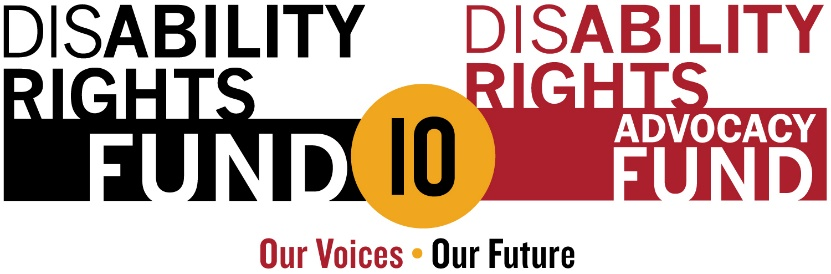 DISABILITY
RIGHTS
FUND
10
DISABILITY
RIGHTS
ADVOCACY
FUND
Our Voices • Our Future